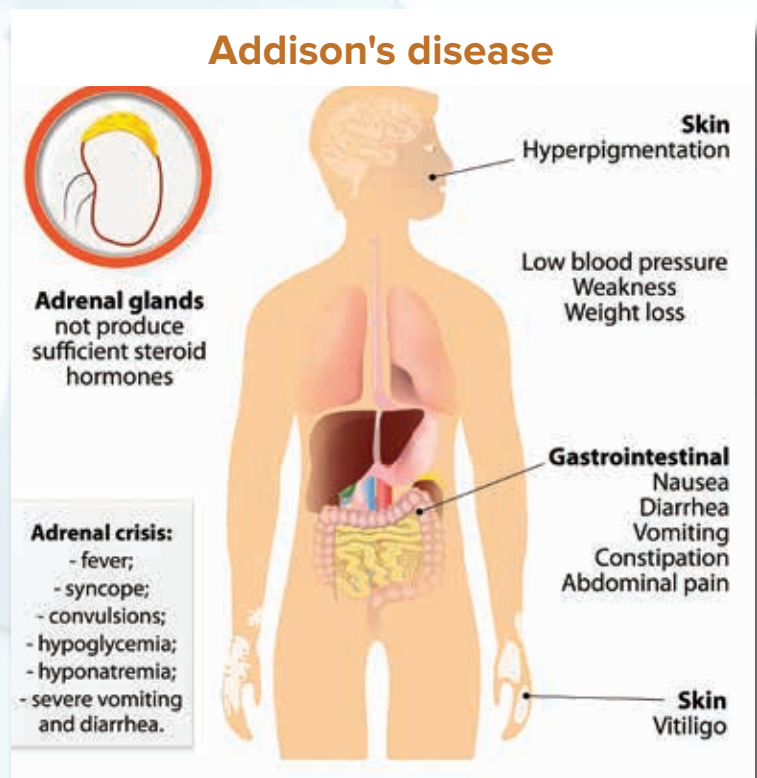 Addison's disease
Adrenal glands
not produce
sufficient steroid
hormones
Adrenal crisis:
- fever;
- syncope;
- convulsions;
- hypoglycemia;
- hyponatremia;
- severe vomiting
and diarrhea.
Skin
Hyperpigmentation
Low blood pressure
Weakness
Weight loss
Gastrointestinal
Nausea
Diarrhea
Vomiting
Constipation
Abdominal pain
Skin
Vitiligo